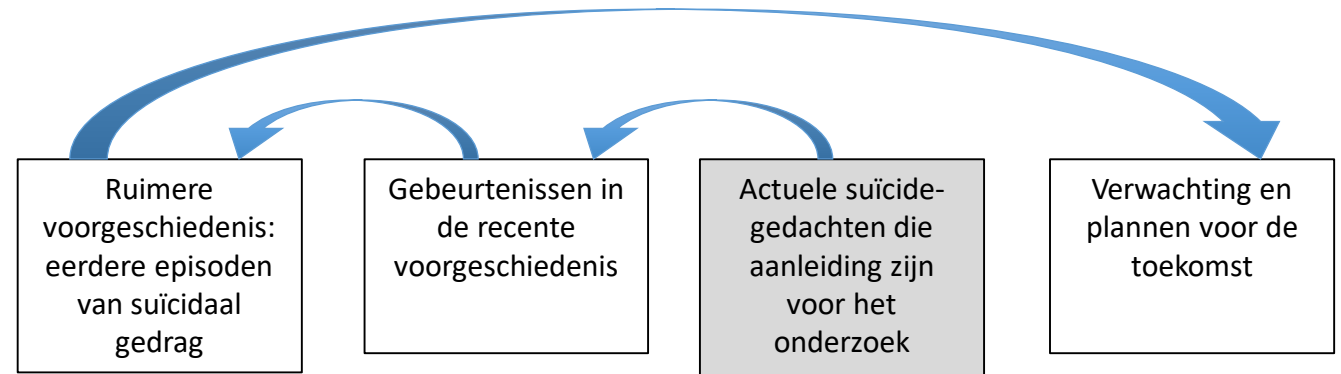 Ruimere
voorgeschiedenis:
eerdere episoden
van suïcidaal
gedrag
Gebeurtenissen in
de recente
voorgeschiedenis
Actuele suïcide-
gedachten die
aanleiding zijn
voor het
onderzoek
Verwachting en
plannen voor de
toekomst